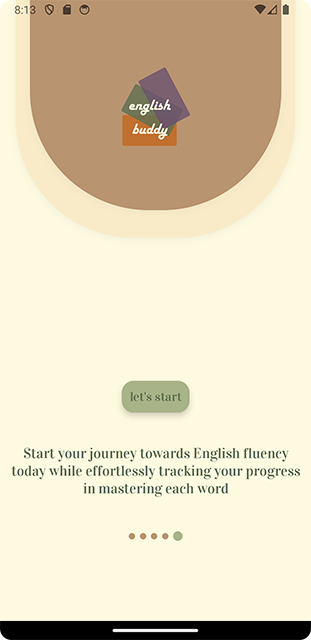 8:13
english
buddy
let's start
Start your journey towards English fluency
today while effortlessly tracking your progress
in mastering each word